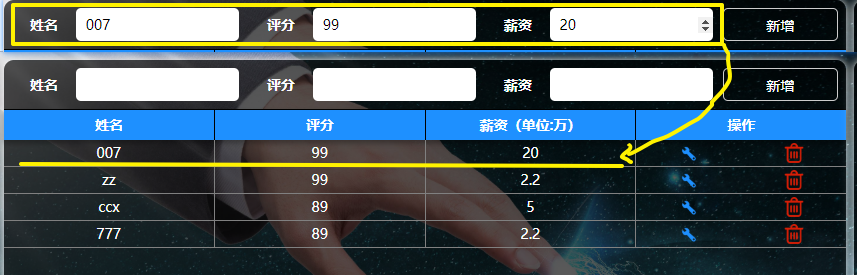 姓名 007 评分 99 薪资 20 新增
姓名 评分 薪资 新增
姓名 评分 薪资（单位:万） 操作
007 99 20
zz 99 2.2
ccx 89 5
777 89 2.2